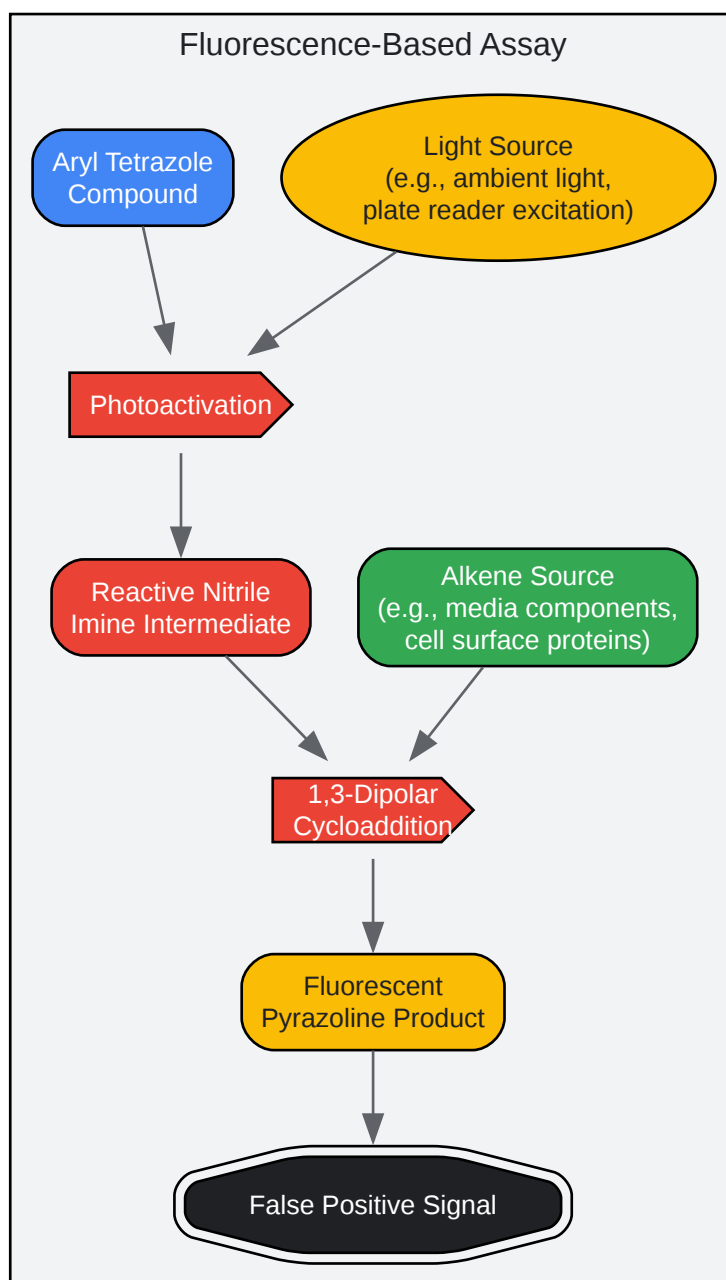 Fluorescence-Based Assay
Aryl Tetrazole
Compound
Light Source
(e.g., ambient light,
plate reader excitation)
Photoactivation
Reactive Nitrile
Imine Intermediate
Alkene Source
(e.g., media components,
cell surface proteins)
1,3-Dipolar
Cycloaddition
Fluorescent
Pyrazoline Product
False Positive Signal